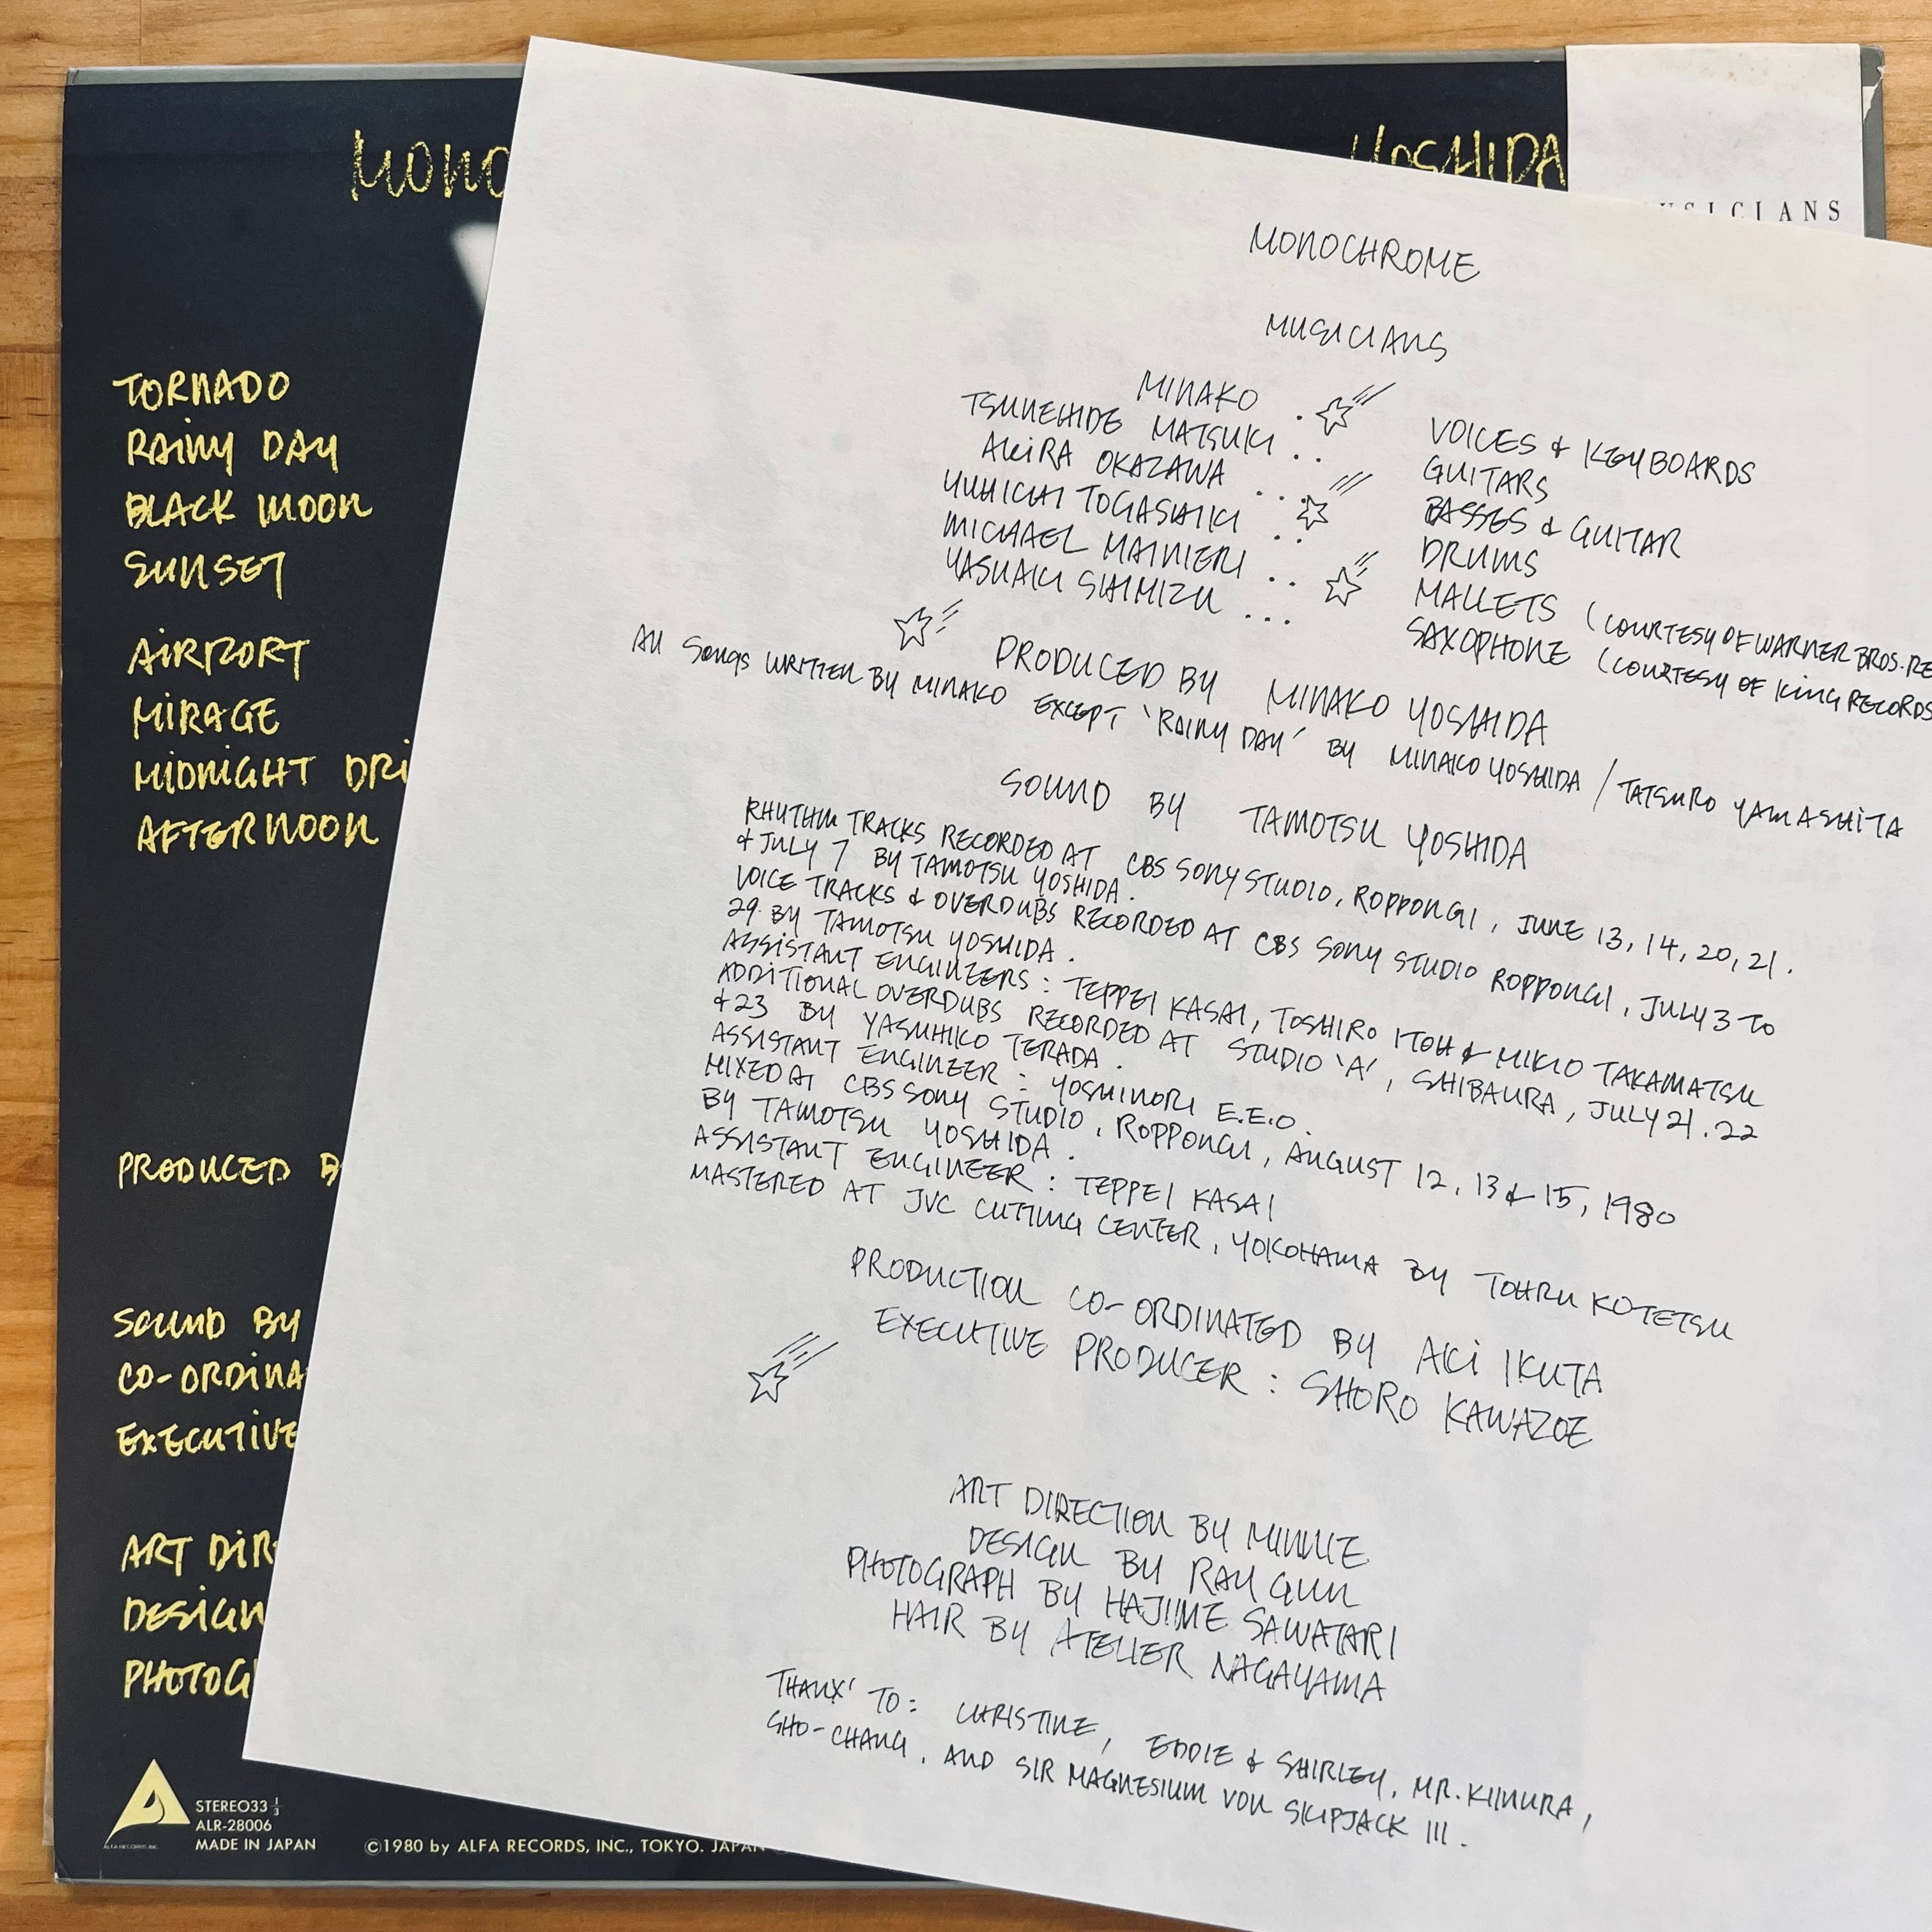 MONO
YOSHIDA
MUSICIANS
TORNADO
RAINY DAY
BLACK MOON
SUNSET
AIRPORT
MIRAGE
MIDNIGHT DRI
AFTERNOON
PRODUCED B
SOUND BY
CO-ORDINA
EXECUTIVE
ART DIR
DESIGN
PHOTOG
ALFA RECORDS, INC.
STEREO33 1/3
ALR-28006
MADE IN JAPAN
©1980 by ALFA RECORDS, INC., TOKYO. JAPAN
MONOCHROME
MUSICIANS
MINAKO . VOICES & KEYBOARDS
TSUNEHIDE MATSUKI .. GUITARS
AKIRA OKAZAWA ... BASSES & GUITAR
YUHICHI TOGASHIKI .. DRUMS
MICHAEL MAINIERI .. MALLETS (COURTESY OF WARNER BROS. RE
YASUAKI SHIMIZU ... SAXOPHONE (COURTESY OF KING RECORDS
PRODUCED BY MINAKO YOSHIDA
All Songs WRITTEN BY MINAKO EXCEPT 'RAINY DAY' BY MINAKO YOSHIDA / TATSURO YAMASHITA
SOUND BY TAMOTSU YOSHIDA
RHYTHM TRACKS RECORDED AT CBS SONY STUDIO, ROPPONGI, JUNE 13, 14, 20, 21.
& JULY 7 BY TAMOTSU YOSHIDA.
VOICE TRACKS & OVERDUBS RECORDED AT CBS SONY STUDIO ROPPONGI, JULY 3 TO
29. BY TAMOTSU YOSHIDA.
ASSISTANT ENGINEERS : TEPPEI KASAI, TOSHIRO ITOH & MIKIO TAKAMATSU
ADDITIONAL OVERDUBS RECORDED AT STUDIO 'A', SHIBAURA, JULY 21. 22
& 23 BY YASUHIKO TERADA.
ASSISTANT ENGINEER : YOSHINORI E.E.O.
MIXED AT CBS SONY STUDIO, ROPPONGI, AUGUST 12, 13 & 15, 1980
BY TAMOTSU YOSHIDA.
ASSISTANT ENGINEER : TEPPEI KASAI
MASTERED AT JVC CUTTING CENTER, YOKOHAMA BY TOHRU KOTETSU
PRODUCTION CO-ORDINATED BY AKI IKUTA
EXECUTIVE PRODUCER : SHORO KAWAZOE
ART DIRECTION BY MINNIE
DESIGN BY RAY GUN
PHOTOGRAPH BY HAJIME SAWATARI
HAIR BY ATELIER NAGAYAMA
THANX' TO : CHRISTINE, EDDIE & SHIRLEY, MR. KIMURA,
SHO-CHANG, AND SIR MAGNESIUM VON SKIPJACK III.